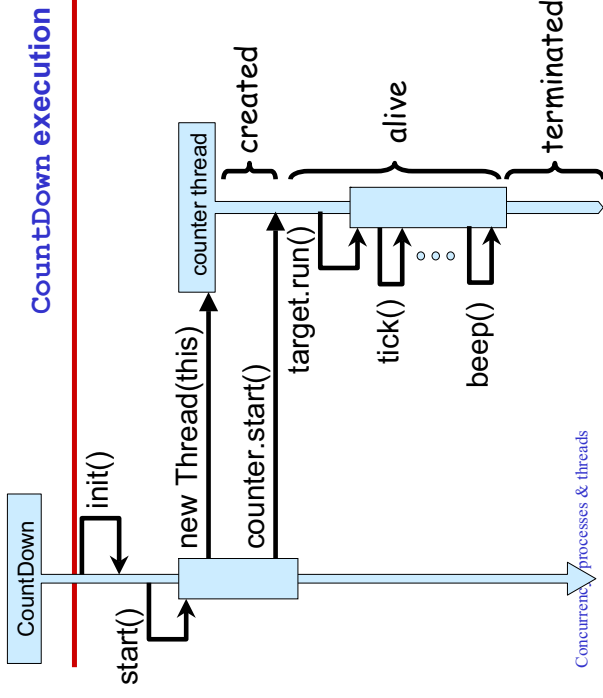 CountDown execution
CountDown
init()
start()
new Thread(this)
counter thread
created
counter.start()
target.run()
alive
tick()
beep()
terminated
processes & threads